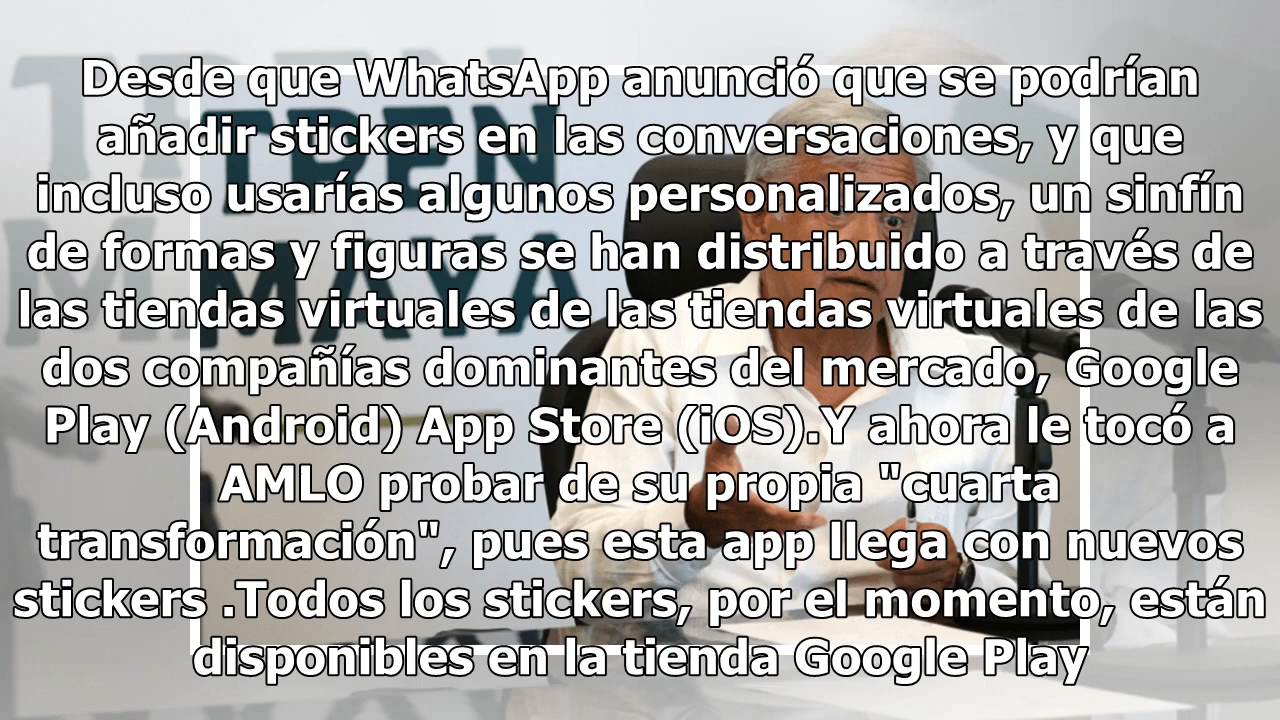 Desde que WhatsApp anunció que se podrían
añadir stickers en las conversaciones, y que
incluso usarías algunos personalizados, un sinfín
de formas y figuras se han distribuido a través de
las tiendas virtuales de las tiendas virtuales de las
dos compañías dominantes del mercado, Google
Play (Android) App Store (iOS).Y ahora le tocó a
AMLO probar de su propia "cuarta
transformación", pues esta app llega con nuevos
stickers .Todos los stickers, por el momento, están
disponibles en la tienda Google Play
TREN
MAYA